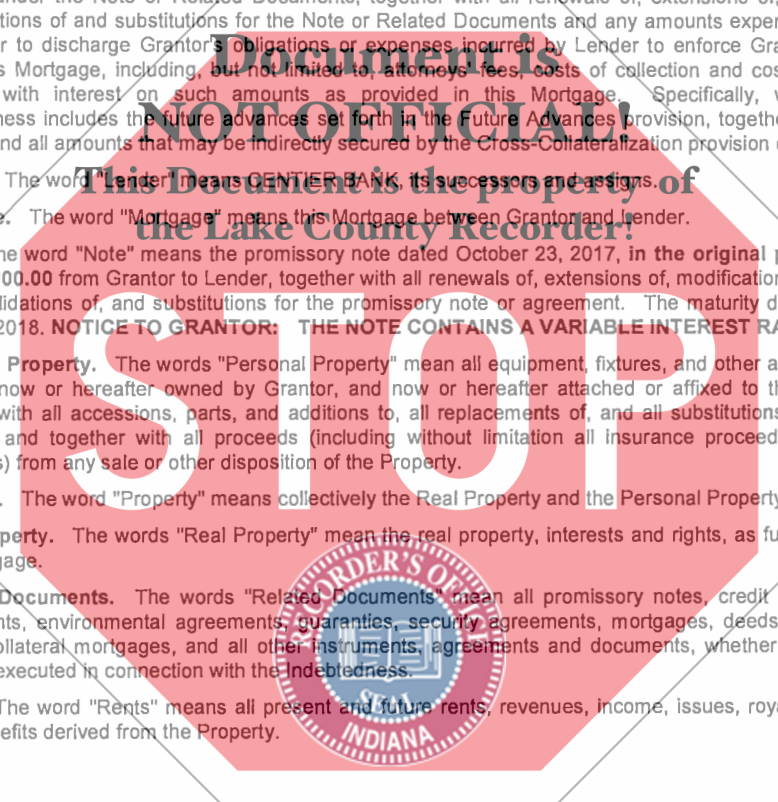 under the Note or Related Documents, together with all renewals of, extensions of,
tions of and substitutions for the Note or Related Documents and any amounts expen
r to discharge Grantor's obligations or expenses incurred by Lender to enforce Gra
s Mortgage, including, but not limited to, attorneys' fees, costs of collection and cos
with interest on such amounts as provided in this Mortgage. Specifically, w
ness includes the future advances set forth in the Future Advances provision, togethe
nd all amounts that may be indirectly secured by the Cross-Collateralization provision o
Document is
NOT OFFICIAL!
This Document is the property of
the Lake County Recorder!
The word "Lender" means CENTIER BANK, its successors and assigns.
e. The word "Mortgage" means this Mortgage between Grantor and Lender.
he word "Note" means the promissory note dated October 23, 2017, in the original p
00.00 from Grantor to Lender, together with all renewals of, extensions of, modification
lidations of, and substitutions for the promissory note or agreement. The maturity d
2018. NOTICE TO GRANTOR: THE NOTE CONTAINS A VARIABLE INTEREST RA
STOP
Property. The words "Personal Property" mean all equipment, fixtures, and other a
now or hereafter owned by Grantor, and now or hereafter attached or affixed to th
with all accessions, parts, and additions to, all replacements of, and all substitutions
and together with all proceeds (including without limitation all insurance proceed
s) from any sale or other disposition of the Property.
. The word "Property" means collectively the Real Property and the Personal Property
perty. The words "Real Property" mean the real property, interests and rights, as fu
gage.
Documents. The words "Related Documents" mean all promissory notes, credit
nts, environmental agreements, guaranties, security agreements, mortgages, deeds
ollateral mortgages, and all other instruments, agreements and documents, whether
executed in connection with the Indebtedness.
The word "Rents" means all present and future rents, revenues, income, issues, roya
efits derived from the Property.
RECORDER'S OFFICE
SEAL
INDIANA